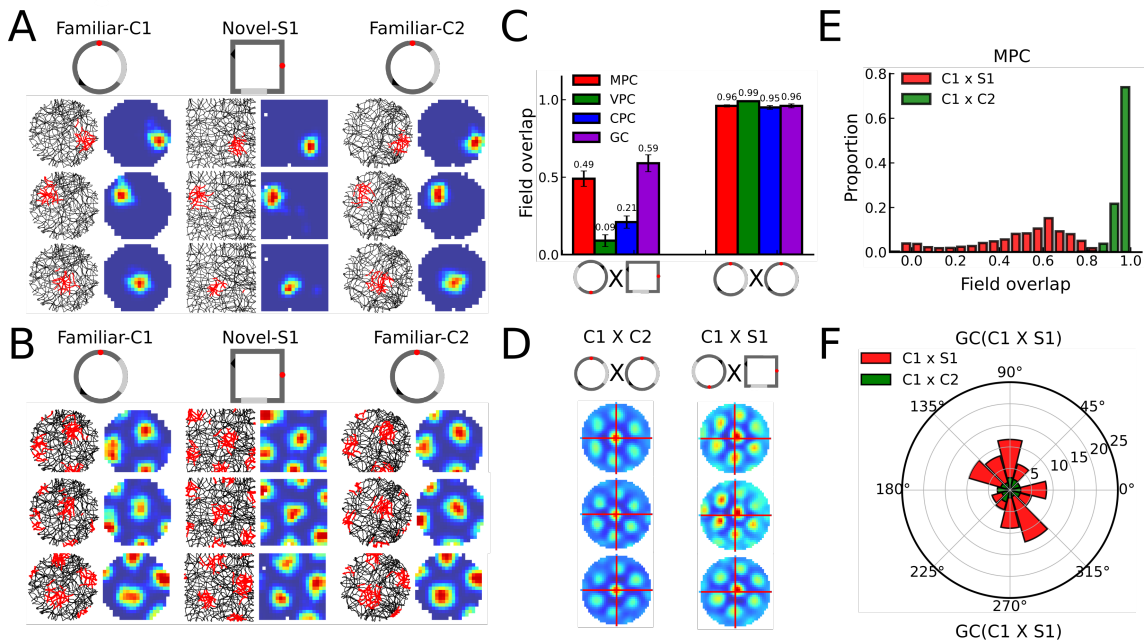 A
Familiar-C1
Novel-S1
Familiar-C2
B
Familiar-C1
Novel-S1
Familiar-C2
C
MPC
VPC
CPC
GC
Field overlap
1.0
0.5
0.0
0.49
0.09
0.21
0.59
0.96
0.99
0.95
0.96
X
X
D
C1 X C2
C1 X S1
X
X
E
MPC
C1 x S1
C1 x C2
Proportion
0.8
0.6
0.4
0.2
0.0
0.0
0.2
0.4
0.6
0.8
1.0
Field overlap
F
GC(C1 X S1)
C1 x S1
C1 x C2
90°
135°
45°
180°
0°
225°
315°
270°
5
10
15
20
25
GC(C1 X S1)